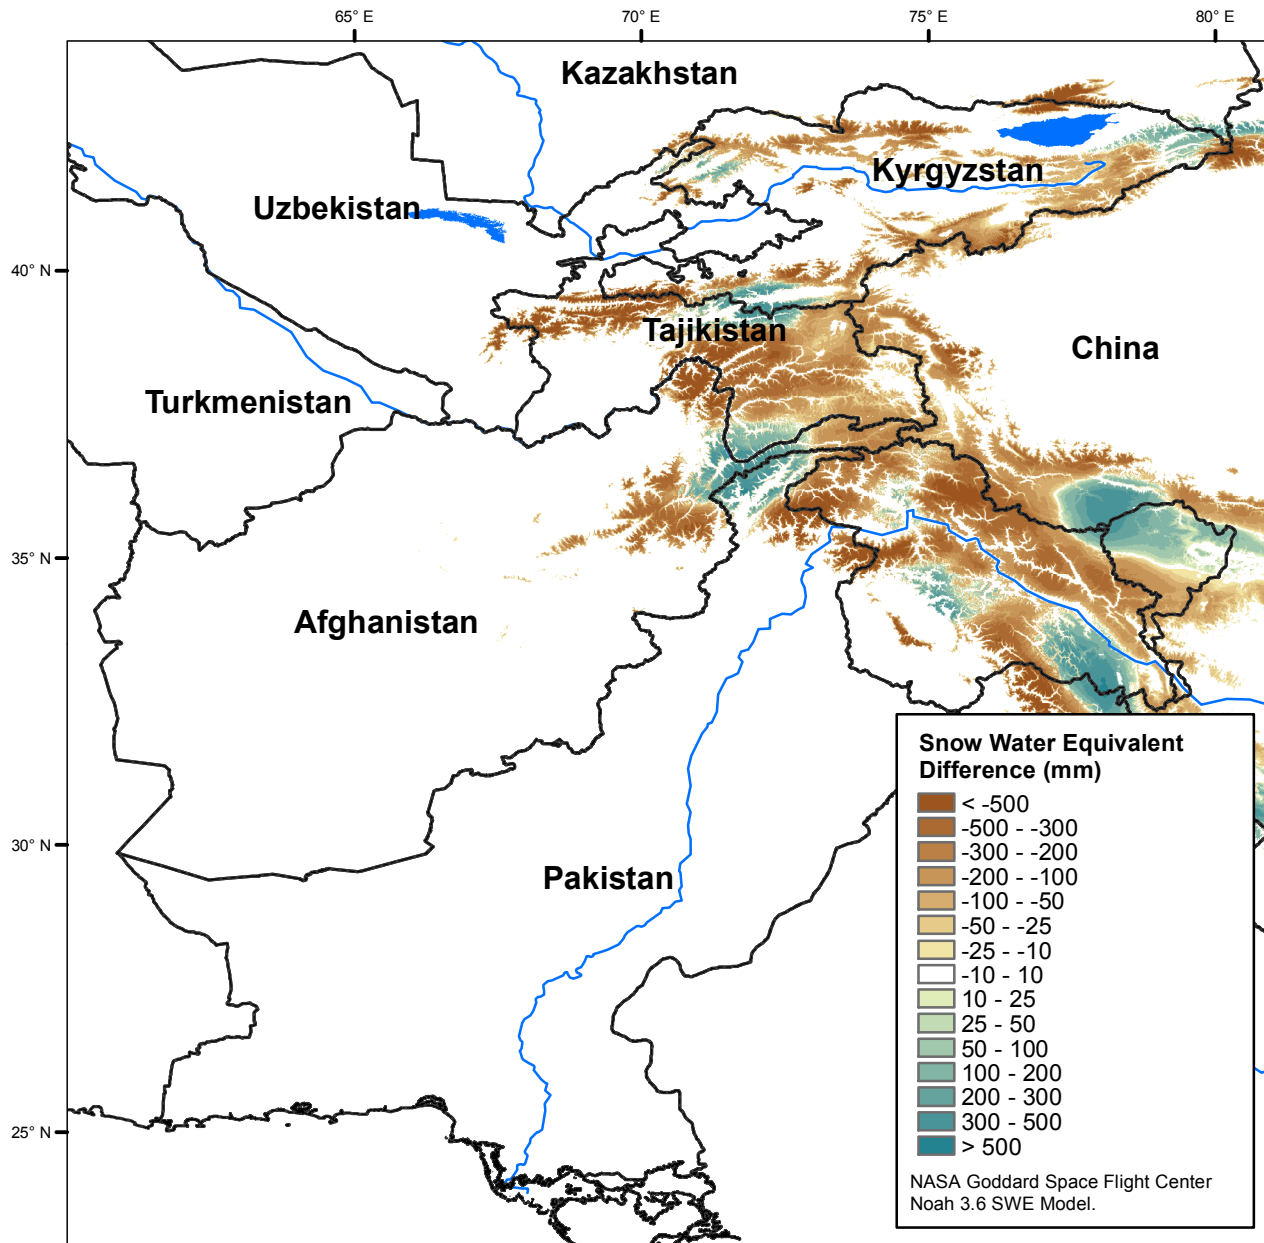 65° E
70° E
75° E
80° E
Kazakhstan
Kyrgyzstan
Uzbekistan
40° N
Tajikistan
China
Turkmenistan
35° N
Afghanistan
30° N
Pakistan
25° N
Snow Water Equivalent
Difference (mm)
< -500
-500 - -300
-300 - -200
-200 - -100
-100 - -50
-50 - -25
-25 - -10
-10 - 10
10 - 25
25 - 50
50 - 100
100 - 200
200 - 300
300 - 500
> 500
NASA Goddard Space Flight Center
Noah 3.6 SWE Model.